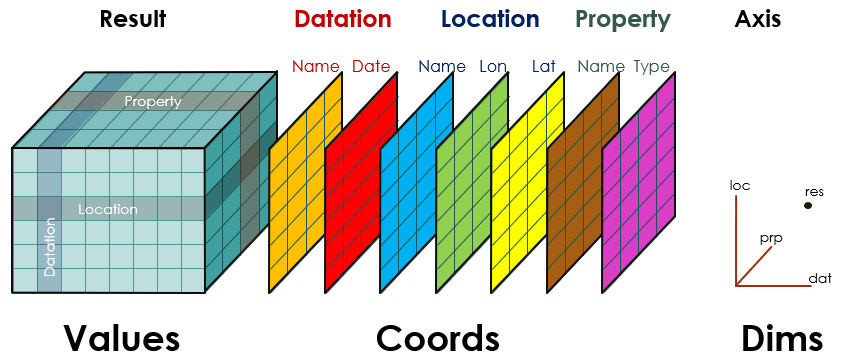 Result Datation Location Property Axis
Name Date Name Lon Lat Name Type
Property
Location
Datation
loc
res
prp
dat
Values Coords Dims